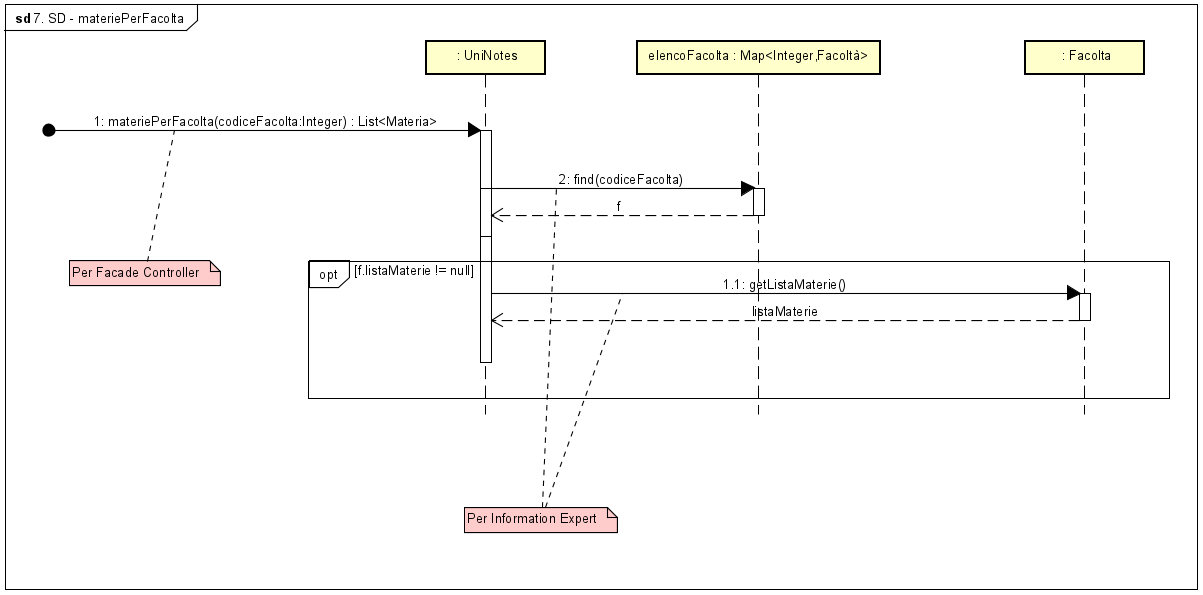 sd 7. SD - materiePerFacolta
: UniNotes
elencoFacolta : Map<Integer,Facoltà>
: Facolta
1: materiePerFacolta(codiceFacolta:Integer) : List<Materia>
2: find(codiceFacolta)
f
Per Facade Controller
opt
[f.listaMaterie != null]
1.1: getListaMaterie()
listaMaterie
Per Information Expert